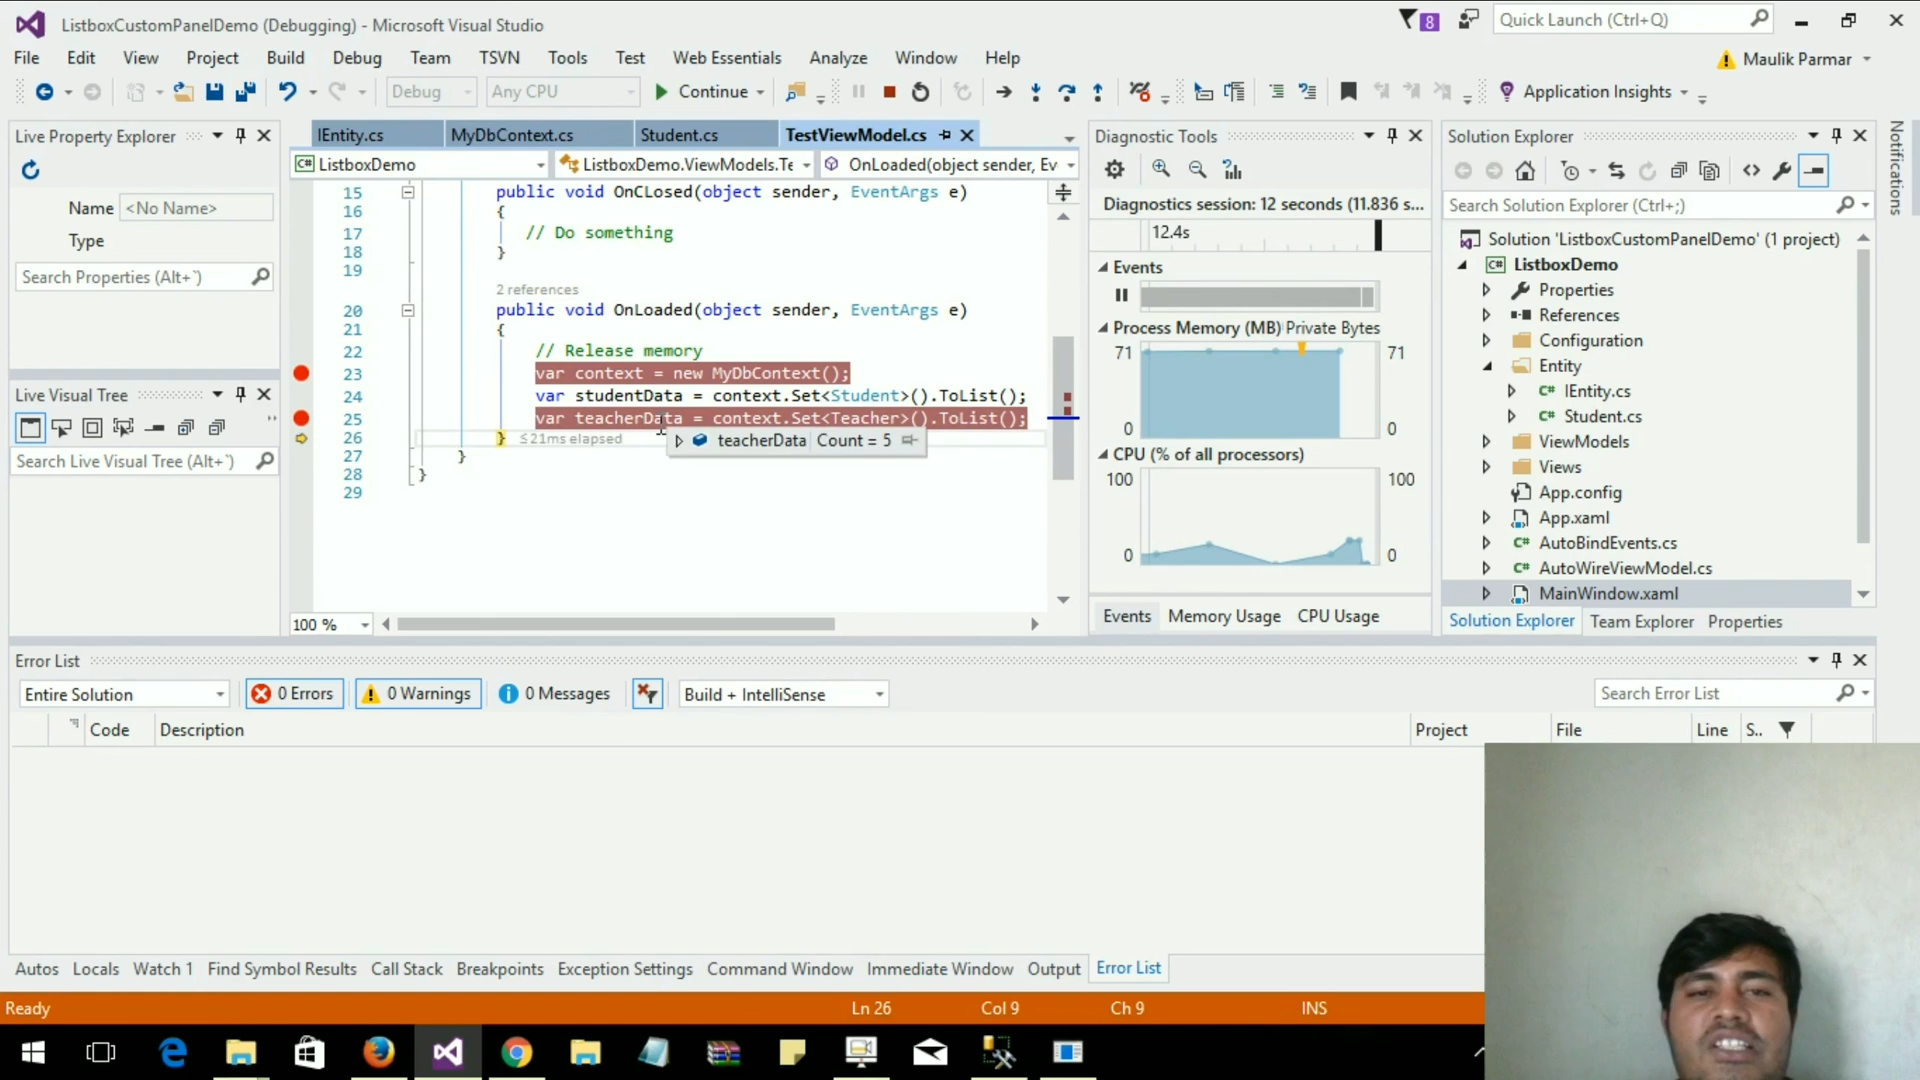 ListboxCustomPanelDemo (Debugging) - Microsoft Visual Studio
8
Quick Launch (Ctrl+Q)
File Edit View Project Build Debug Team TSVN Tools Test Web Essentials Analyze Window Help
Maulik Parmar
Debug Any CPU Continue Application Insights
Live Property Explorer
Name <No Name>
Type
Search Properties (Alt+`)
Live Visual Tree
Search Live Visual Tree (Alt+`)
IEntity.cs MyDbContext.cs Student.cs TestViewModel.cs
ListboxDemo ListboxDemo.ViewModels.Te OnLoaded(object sender, Ev
15 public void OnCLosed(object sender, EventArgs e)
16 {
17 // Do something
18 }
19
2 references
20 public void OnLoaded(object sender, EventArgs e)
21 {
22 // Release memory
23 var context = new MyDbContext();
24 var studentData = context.Set<Student>().ToList();
25 var teacherData = context.Set<Teacher>().ToList();
26 } ≤21ms elapsed
teacherData Count = 5
27 }
28 }
29
100 %
Diagnostic Tools
Diagnostics session: 12 seconds (11.836 s...
12.4s
Events
Process Memory (MB) Private Bytes
71 71
0 0
CPU (% of all processors)
100 100
0 0
Events Memory Usage CPU Usage
Solution Explorer
Search Solution Explorer (Ctrl+;)
Solution 'ListboxCustomPanelDemo' (1 project)
ListboxDemo
Properties
References
Configuration
Entity
IEntity.cs
Student.cs
ViewModels
Views
App.config
App.xaml
AutoBindEvents.cs
AutoWireViewModel.cs
MainWindow.xaml
Solution Explorer Team Explorer Properties
Notifications
Error List
Entire Solution 0 Errors 0 Warnings 0 Messages Build + IntelliSense Search Error List
Code Description Project File Line S..
Autos Locals Watch 1 Find Symbol Results Call Stack Breakpoints Exception Settings Command Window Immediate Window Output Error List
Ready Ln 26 Col 9 Ch 9 INS